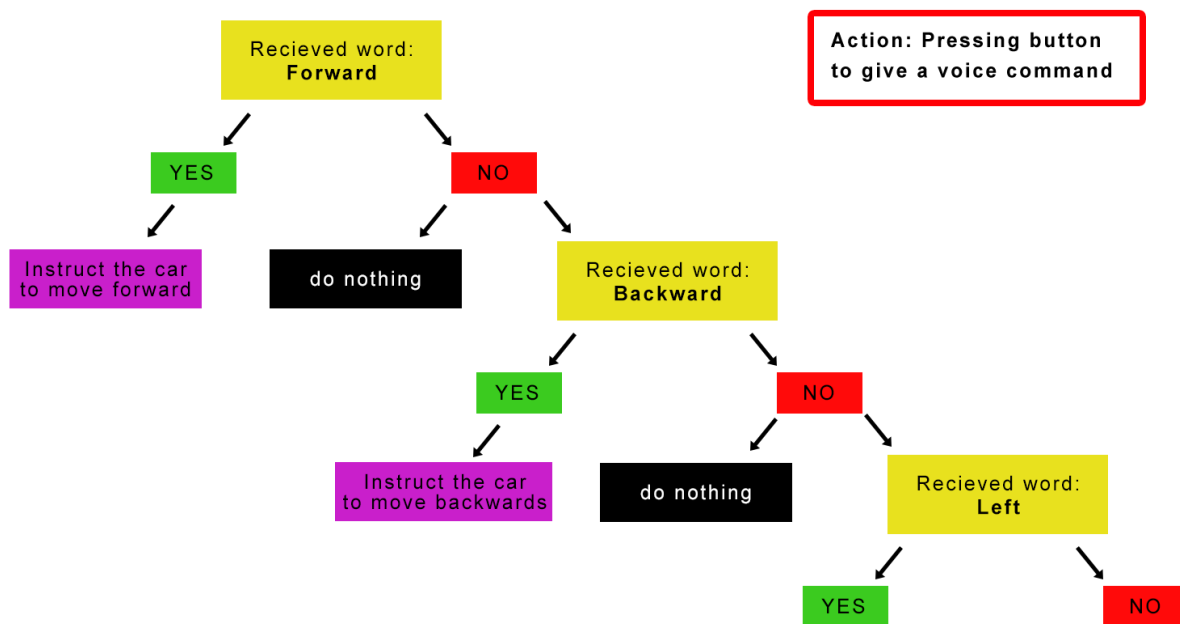 Recieved word:
Forward
Action: Pressing button
to give a voice command
YES
NO
Instruct the car
to move forward
do nothing
Recieved word:
Backward
YES
NO
Instruct the car
to move backwards
do nothing
Recieved word:
Left
YES
NO